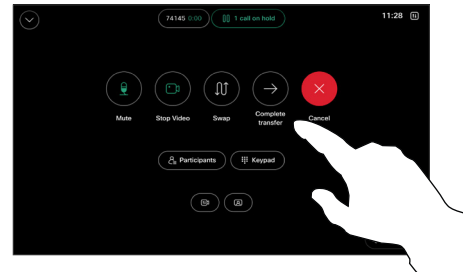 74145 0:00
1 call on hold
11:28
Mute
Stop Video
Swap
Complete
transfer
Cancel
Participants
Keypad